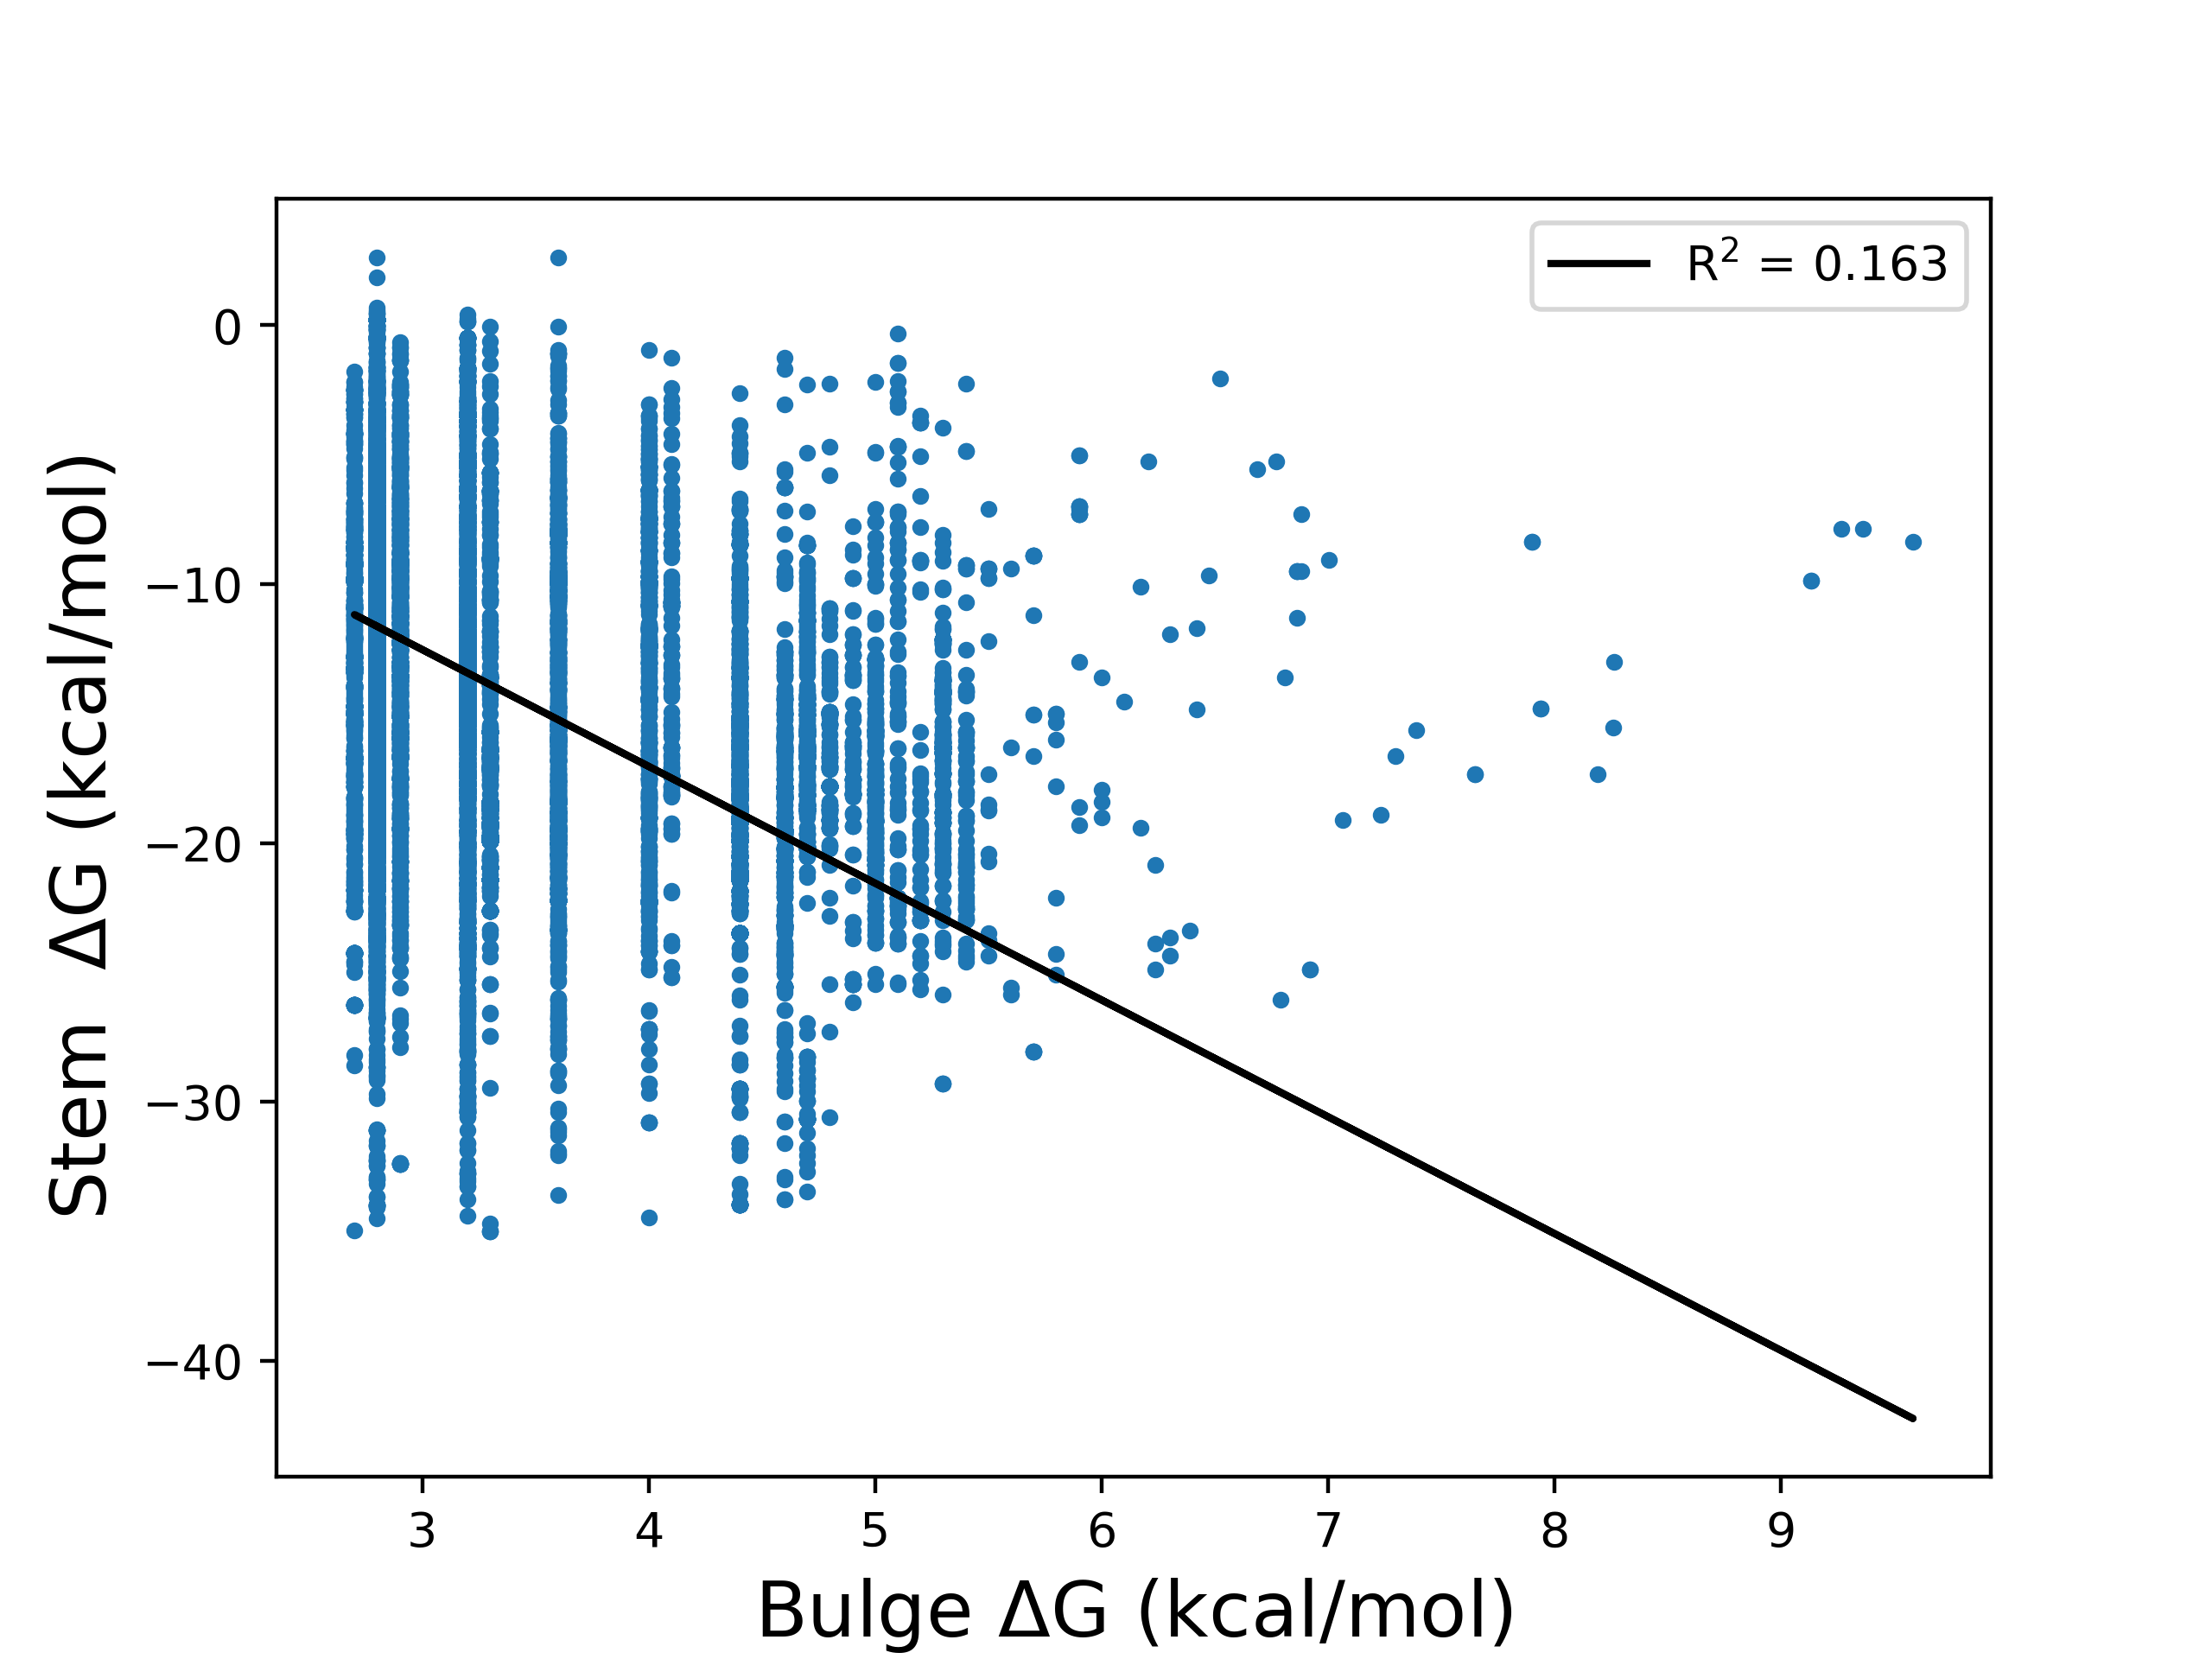 R² = 0.163
0
−10
−20
−30
−40
Stem ΔG (kcal/mol)
3 4 5 6 7 8 9
Bulge ΔG (kcal/mol)